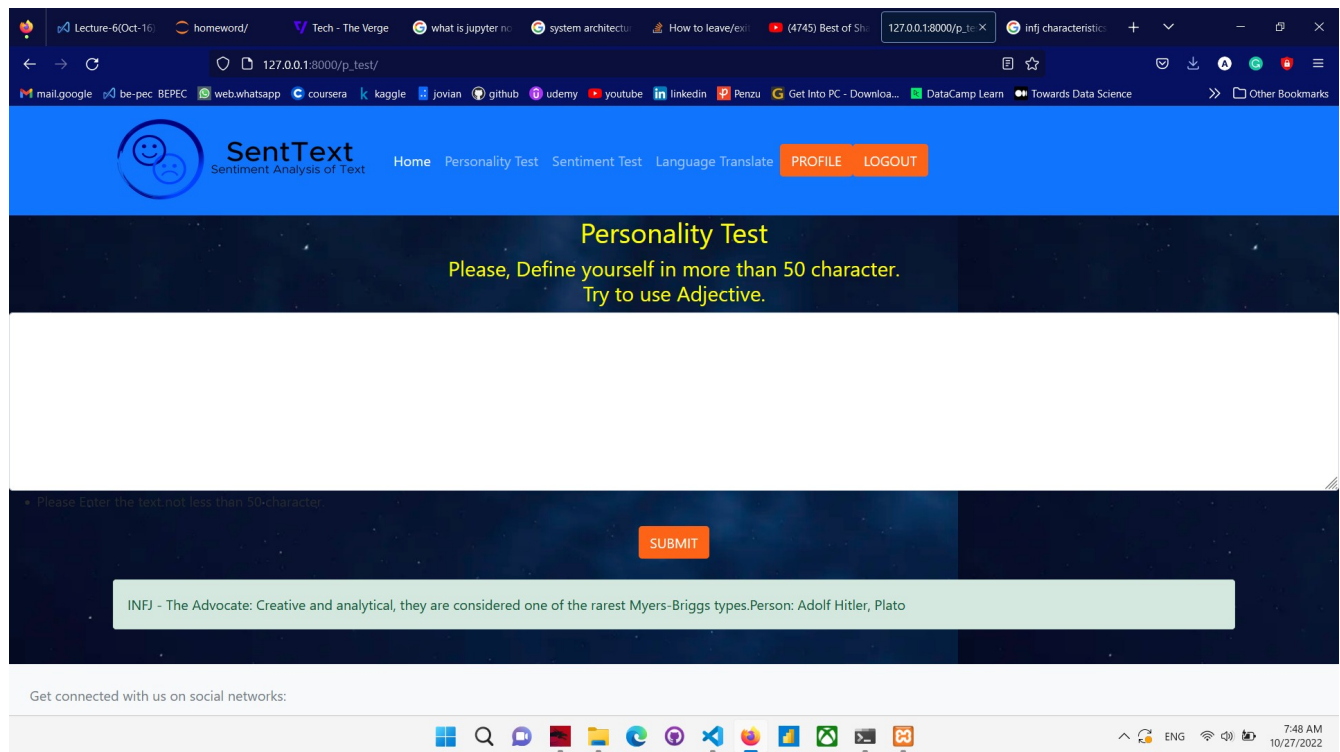 Lecture-6(Oct-16)
homeword/
Tech - The Verge
what is jupyter no
system architectur
How to leave/exit
(4745) Best of Sha
127.0.0.1:8000/p_te
infj characteristics
127.0.0.1:8000/p_test/
mail.google
be-pec BEPEC
web.whatsapp
coursera
kaggle
jovian
github
udemy
youtube
linkedin
Penzu
Get Into PC - Downloa...
DataCamp Learn
Towards Data Science
Other Bookmarks
SentText
Sentiment Analysis of Text
Home Personality Test Sentiment Test Language Translate PROFILE LOGOUT
Personality Test
Please, Define yourself in more than 50 character.
Try to use Adjective.
Please Enter the text not less than 50-character.
SUBMIT
INFJ - The Advocate: Creative and analytical, they are considered one of the rarest Myers-Briggs types.Person: Adolf Hitler, Plato
Get connected with us on social networks:
ENG
7:48 AM
10/27/2022